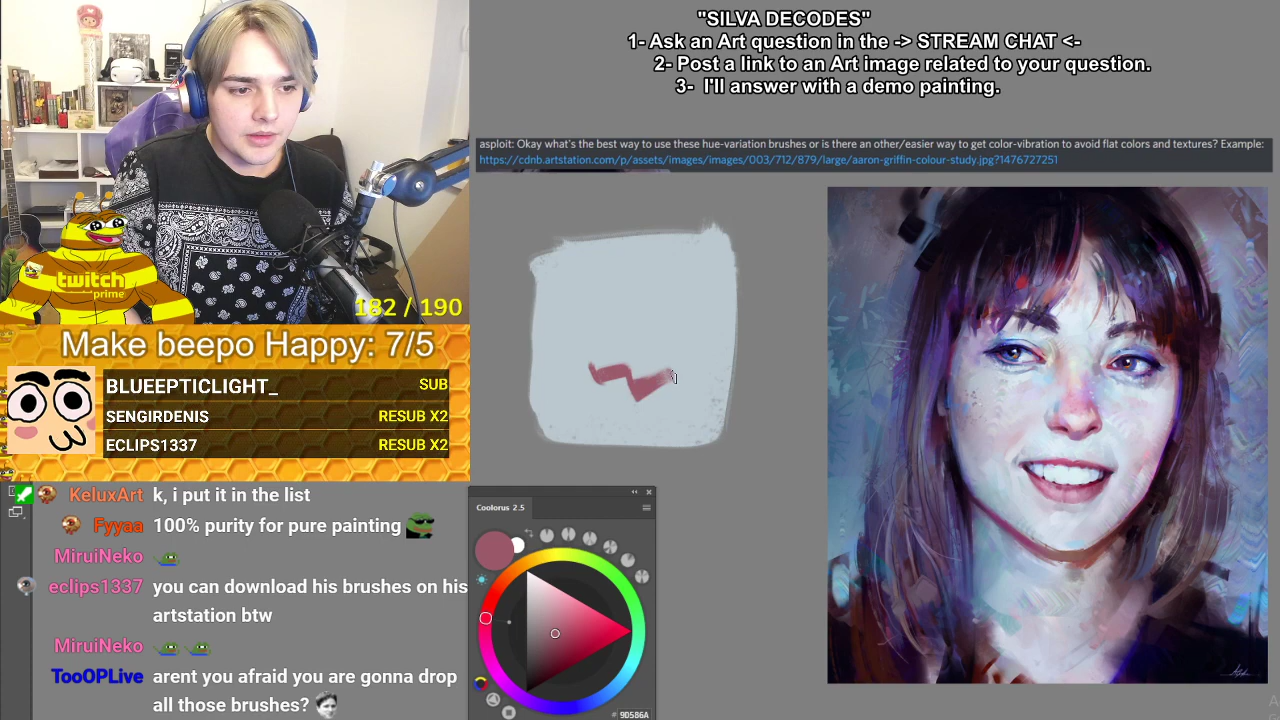 "SILVA DECODES"
1- Ask an Art question in the -> STREAM CHAT <-
2- Post a link to an Art image related to your question.
3- I'll answer with a demo painting.
asploit: Okay what's the best way to use these hue-variation brushes or is there an other/easier way to get color-vibration to avoid flat colors and textures? Example:
https://cdnb.artstation.com/p/assets/images/images/003/712/879/large/aaron-griffin-colour-study.jpg?1476727251
twitch
prime
182 / 190
Make beepo Happy: 7/5
BLUEEPTICLIGHT_ SUB
SENGIRDENIS RESUB X2
ECLIPS1337 RESUB X2
KeluxArt k, i put it in the list
Fyyaa 100% purity for pure painting
MiruiNeko
eclips1337 you can download his brushes on his
artstation btw
MiruiNeko
TooOPLive arent you afraid you are gonna drop
all those brushes?
Coolorus 2.5
# 9D586A